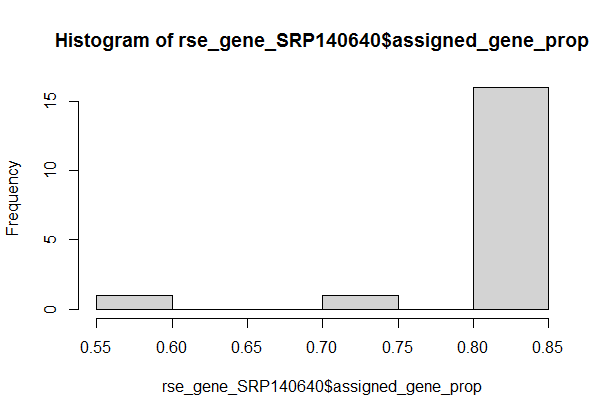 Histogram of rse_gene_SRP140640$assigned_gene_prop
Frequency
15
10
5
0
0.55 0.60 0.65 0.70 0.75 0.80 0.85
rse_gene_SRP140640$assigned_gene_prop